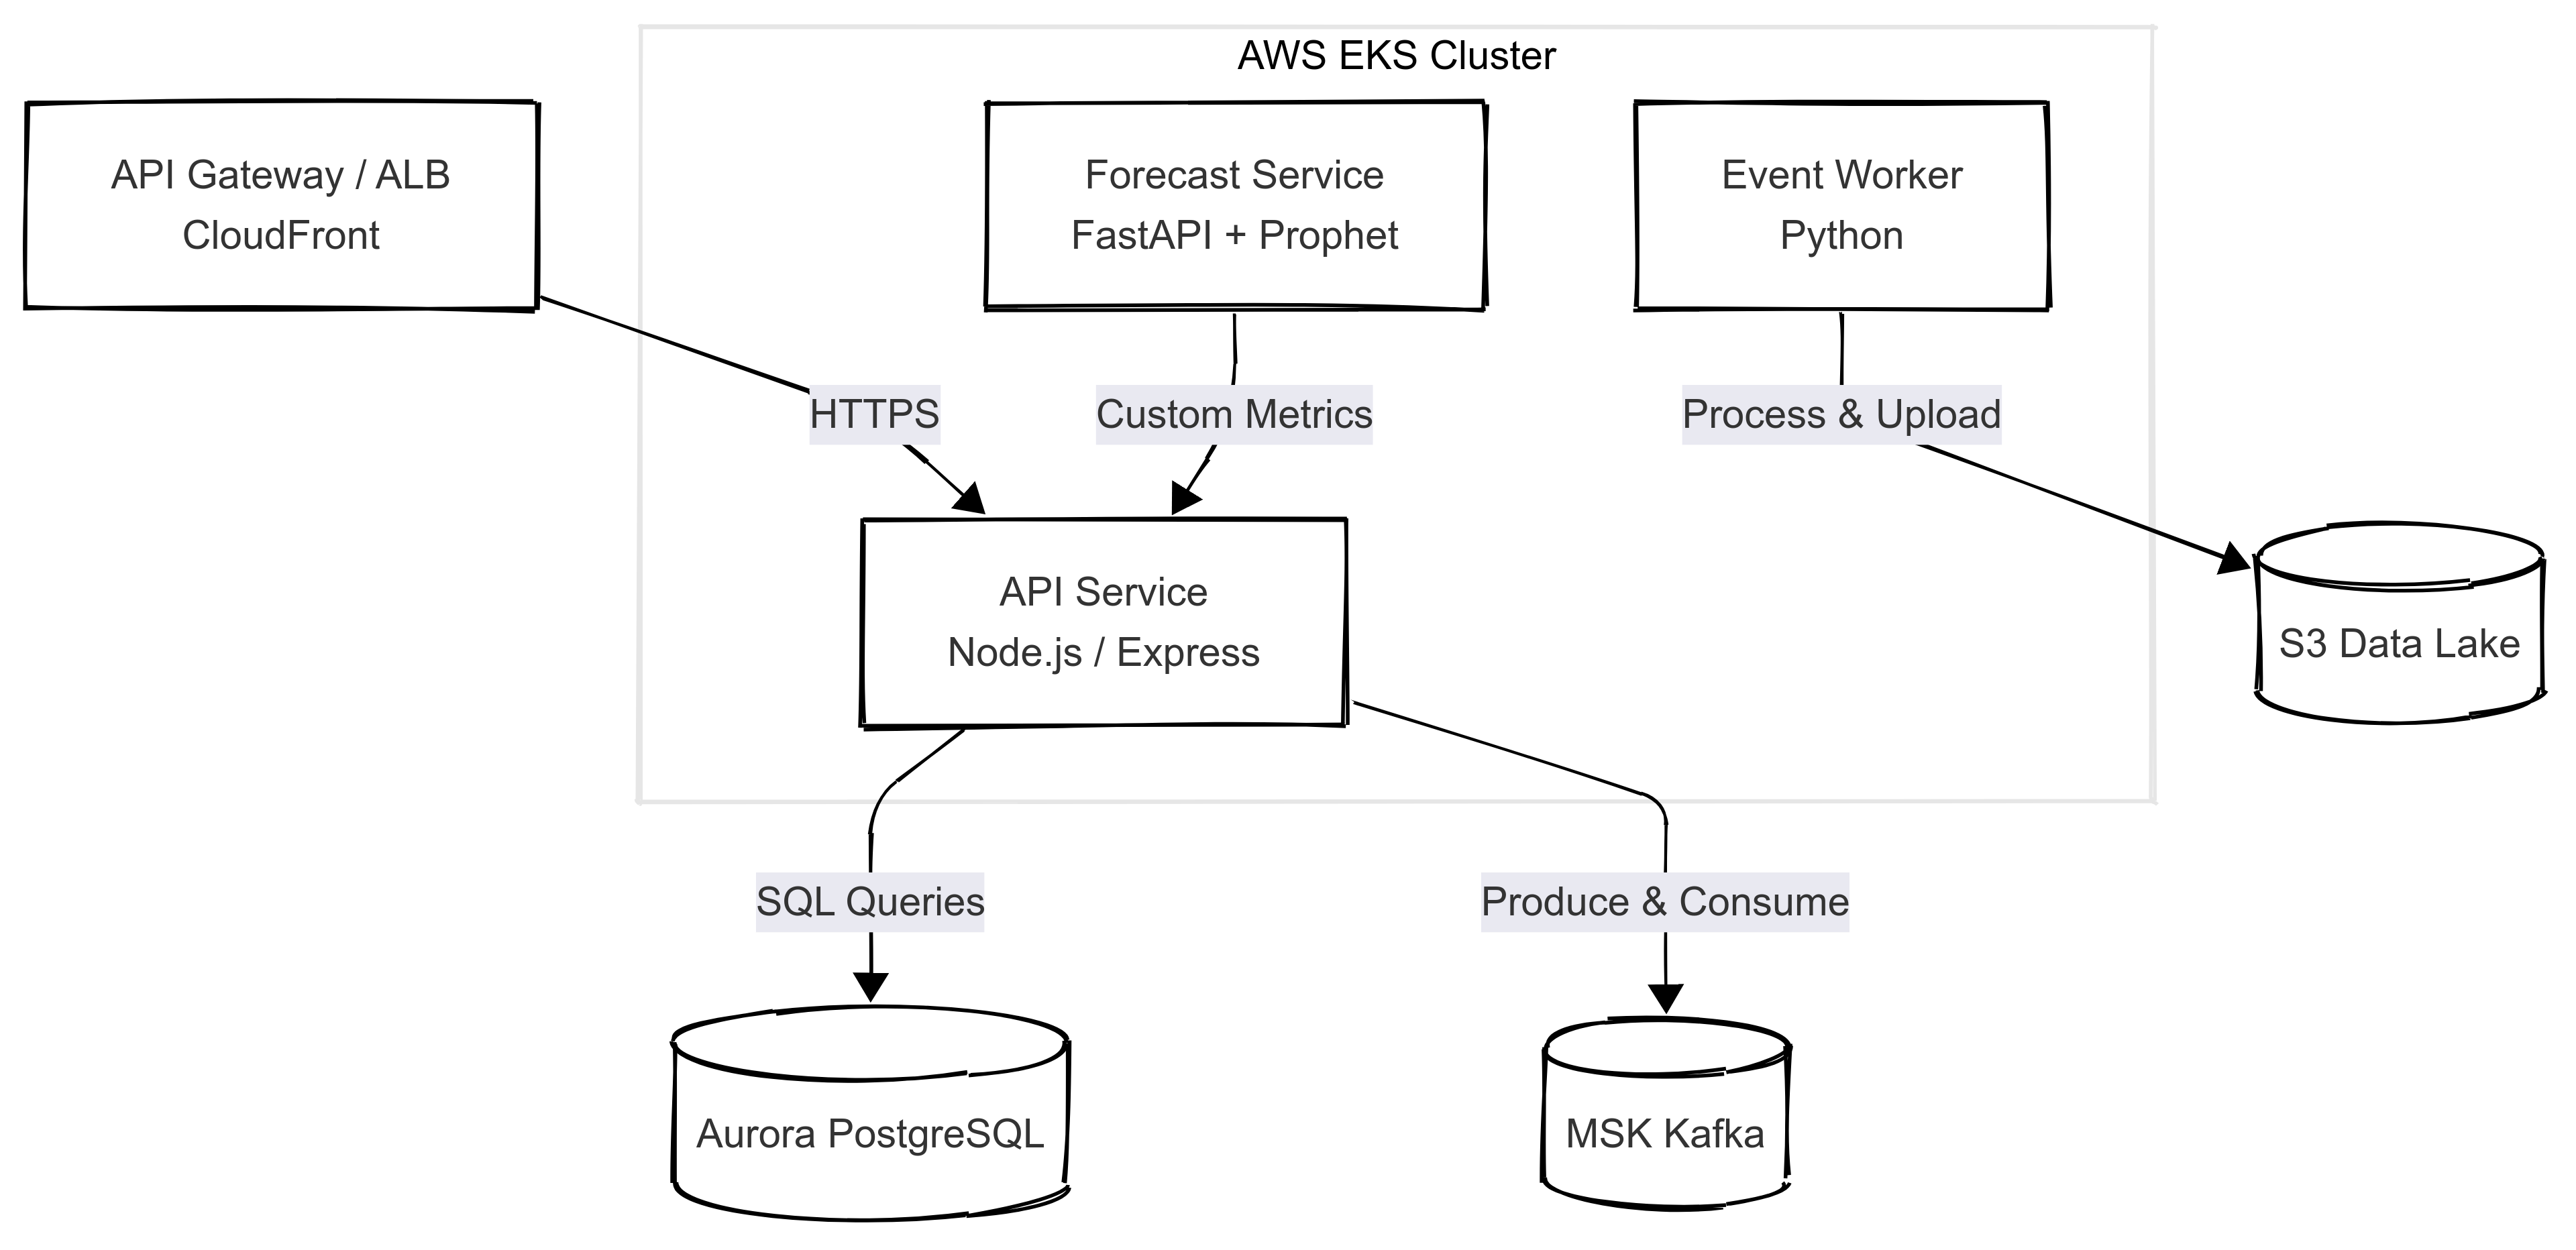 AWS EKS Cluster
API Gateway / ALB
CloudFront
Forecast Service
FastAPI + Prophet
Event Worker
Python
HTTPS
Custom Metrics
Process & Upload
API Service
Node.js / Express
S3 Data Lake
SQL Queries
Produce & Consume
Aurora PostgreSQL
MSK Kafka